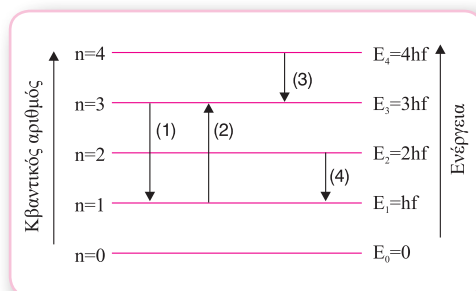 Κβαντικός αριθμός
n=4
E₄=4hf
(3)
n=3
E₃=3hf
(1)
(2)
n=2
E₂=2hf
(4)
n=1
E₁=hf
n=0
E₀=0
Ενέργεια